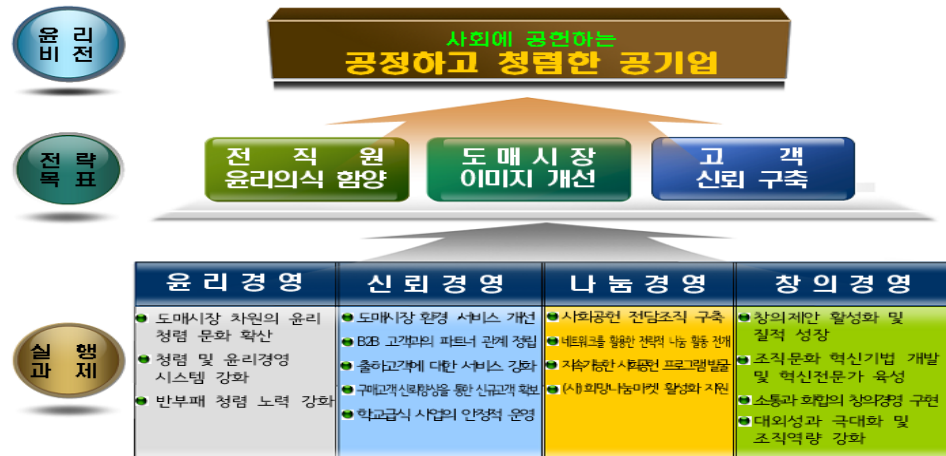 윤 리
비 전
사회에 공헌하는
공정하고 청렴한 공기업
전 략
목 표
전 직 원
윤리의식 함양
도매시장
이미지 개선
고 객
신뢰 구축
실 행
과 제
윤리경영
도매시장 차원의 윤리
청렴 문화 확산
청렴 및 윤리경영
시스템 강화
반부패 청렴 노력 강화
신뢰경영
도매시장 환경 서비스 개선
B2B 고객과의 파트너 관계 정립
출하고객에 대한 서비스 강화
구매고객 신뢰향상을 통한 신규고객 확보
학교급식 사업의 안정적 운영
나눔경영
사회공헌 전담조직 구축
네트워크를 활용한 전략적 나눔 활동 전개
지속가능한 사회공헌 프로그램 발굴
(사)희망나눔마켓 활성화 지원
창의경영
창의제안 활성화 및
질적 성장
조직문화 혁신기법 개발
및 혁신전문가 육성
소통과 화합의 창의경영 구현
대외성과 극대화 및
조직역량 강화